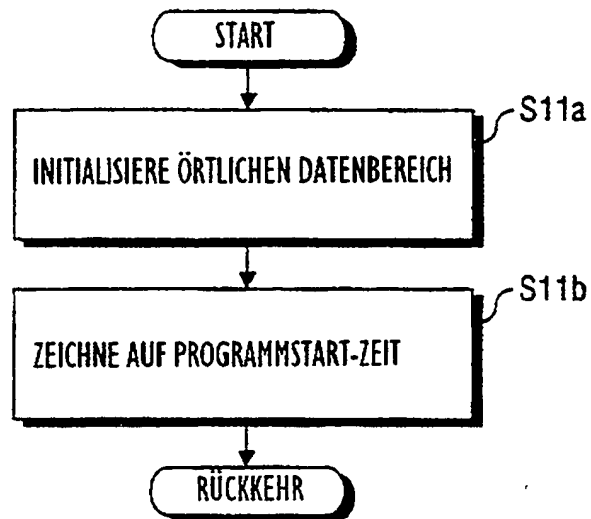 START
S11a
INITIALISIERE ÖRTLICHEN DATENBEREICH
S11b
ZEICHNE AUF PROGRAMMSTART-ZEIT
RÜCKKEHR